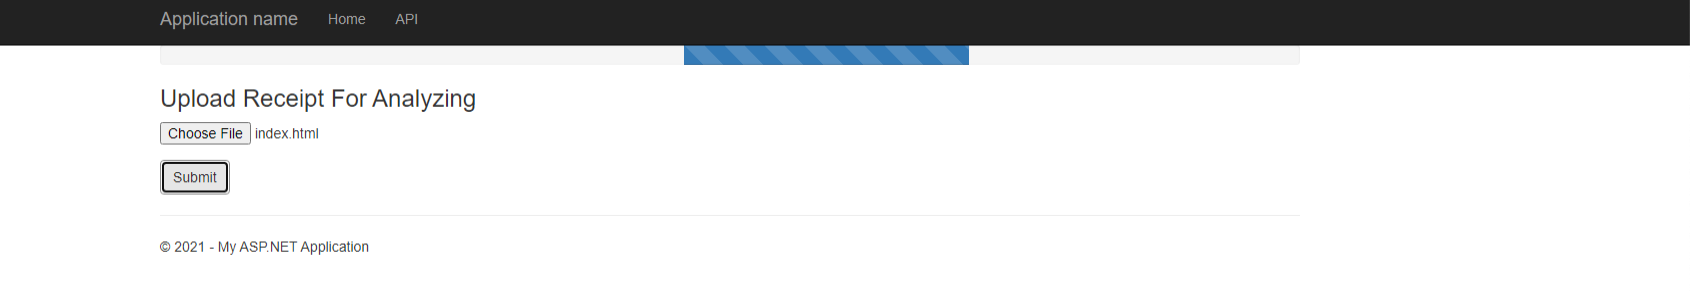 Application name Home API
Upload Receipt For Analyzing
Choose File index.html
Submit
© 2021 - My ASP.NET Application